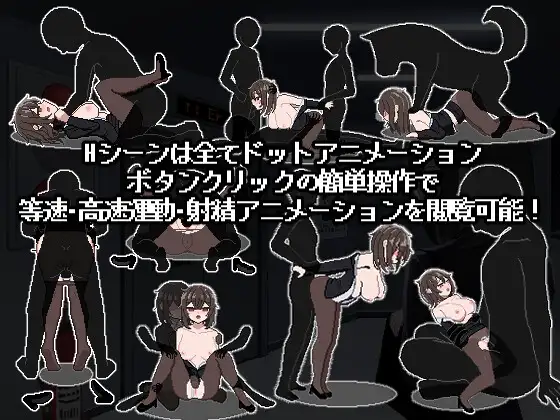 Hシーンは全てドットアニメーション
ボタンクリックの簡単操作で
等速･高速運動･射精アニメーションを閲覧可能！